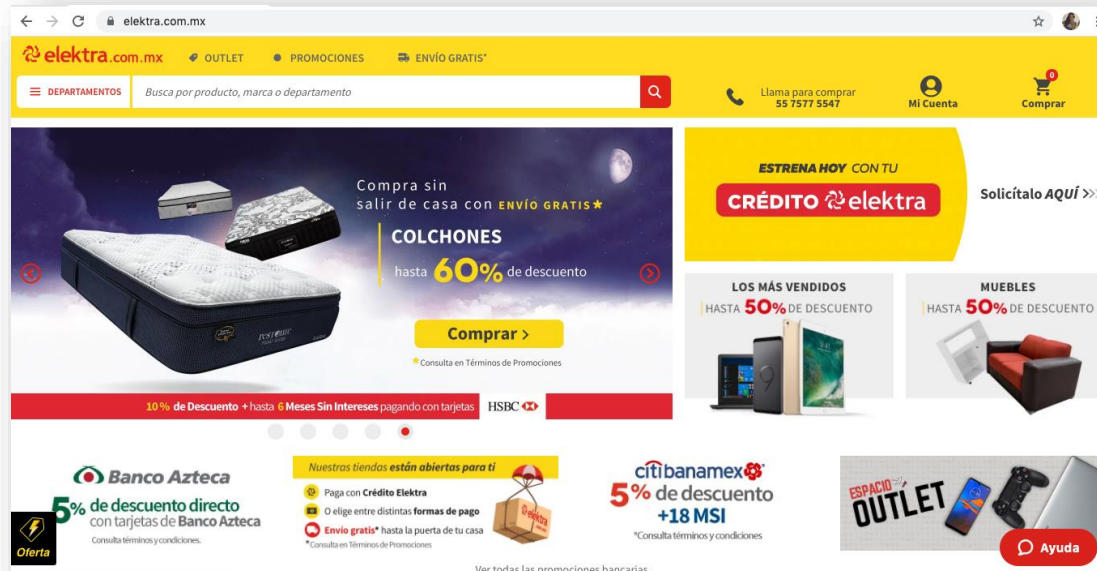 elektra.com.mx
elektra.com.mx
OUTLET
PROMOCIONES
ENVÍO GRATIS*
DEPARTAMENTOS
Busca por producto, marca o departamento
Llama para comprar
55 7577 5547
Mi Cuenta
0
Comprar
Compra sin
salir de casa con ENVÍO GRATIS★
COLCHONES
hasta 60% de descuento
Comprar >
*Consulta en Términos de Promociones
10% de Descuento + hasta 6 Meses Sin Intereses pagando con tarjetas HSBC
ESTRENA HOY CON TU
CRÉDITO elektra
Solicítalo AQUÍ >>
LOS MÁS VENDIDOS
HASTA 50% DE DESCUENTO
MUEBLES
HASTA 50% DE DESCUENTO
Banco Azteca
5% de descuento directo
con tarjetas de Banco Azteca
Consulta términos y condiciones.
Nuestras tiendas están abiertas para ti
Paga con Crédito Elektra
O elige entre distintas formas de pago
Envío gratis* hasta la puerta de tu casa
*Consulta en Términos de Promociones
elektra
citibanamex
5% de descuento
+18 MSI
*Consulta términos y condiciones
ESPACIO
OUTLET
Oferta
Ayuda
Ver todas las promociones bancarias